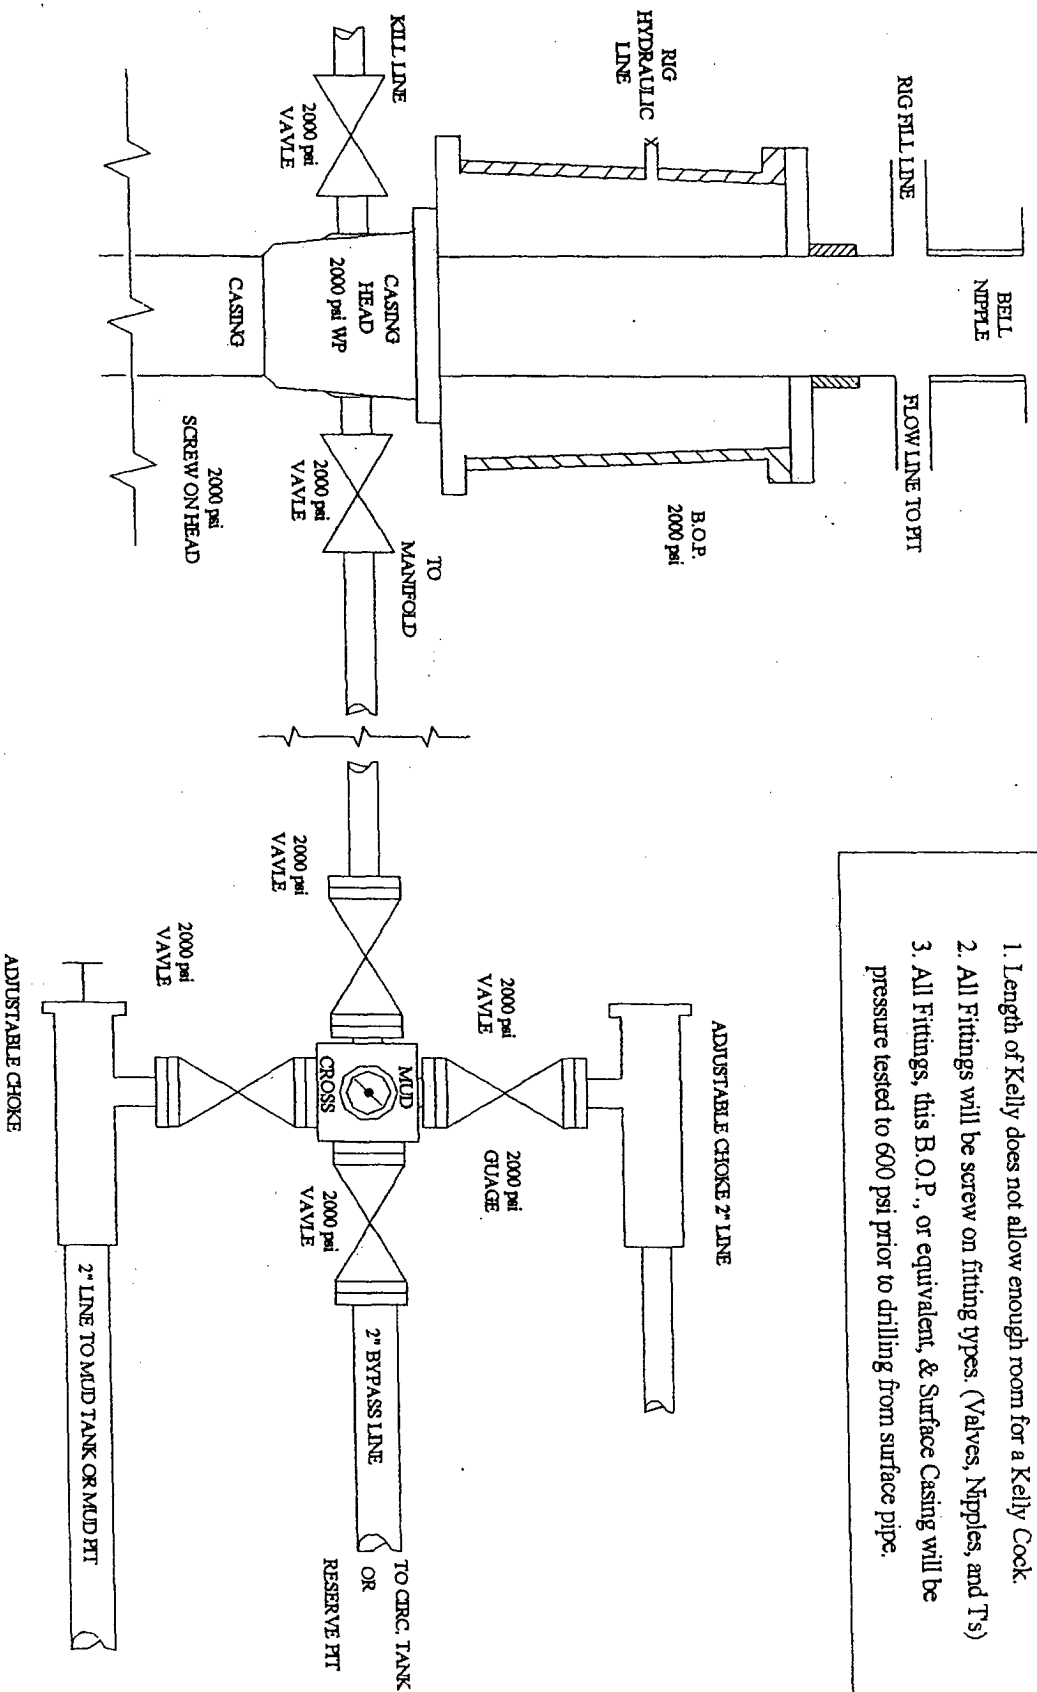 1. Length of Kelly does not allow enough room for a Kelly Cock.
2. All Fittings will be screw on fitting types. (Valves, Nipples, and T's)
3. All Fittings, this B.O.P., or equivalent, & Surface Casing will be
pressure tested to 600 psi prior to drilling from surface pipe.
BELL
NIPPLE
RIG FILL LINE
FLOW LINE TO PIT
RIG
HYDRAULIC
LINE
B.O.P.
2000 psi
KILL LINE
2000 psi
VAVLE
CASING
HEAD
2000 psi WP
2000 psi
VAVLE
TO
MANIFOLD
CASING
2000 psi
SCREW ON HEAD
ADJUSTABLE CHOKE 2" LINE
2000 psi
VAVLE
2000 psi
GUAGE
2000 psi
VAVLE
MUD
CROSS
2000 psi
VAVLE
2" BYPASS LINE
TO CIRC. TANK
OR
RESERVE PIT
2000 psi
VAVLE
ADJUSTABLE CHOKE
2" LINE TO MUD TANK OR MUD PIT